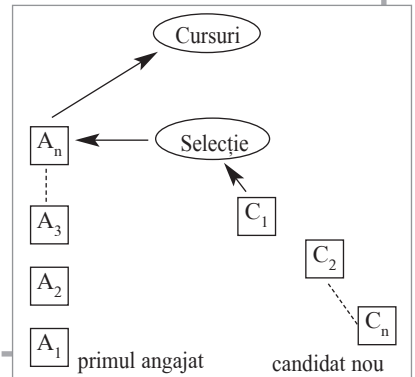 Cursuri
Aₙ
Selecție
A₃
C₁
A₂
C₂
Cₙ
A₁ primul angajat
candidat nou